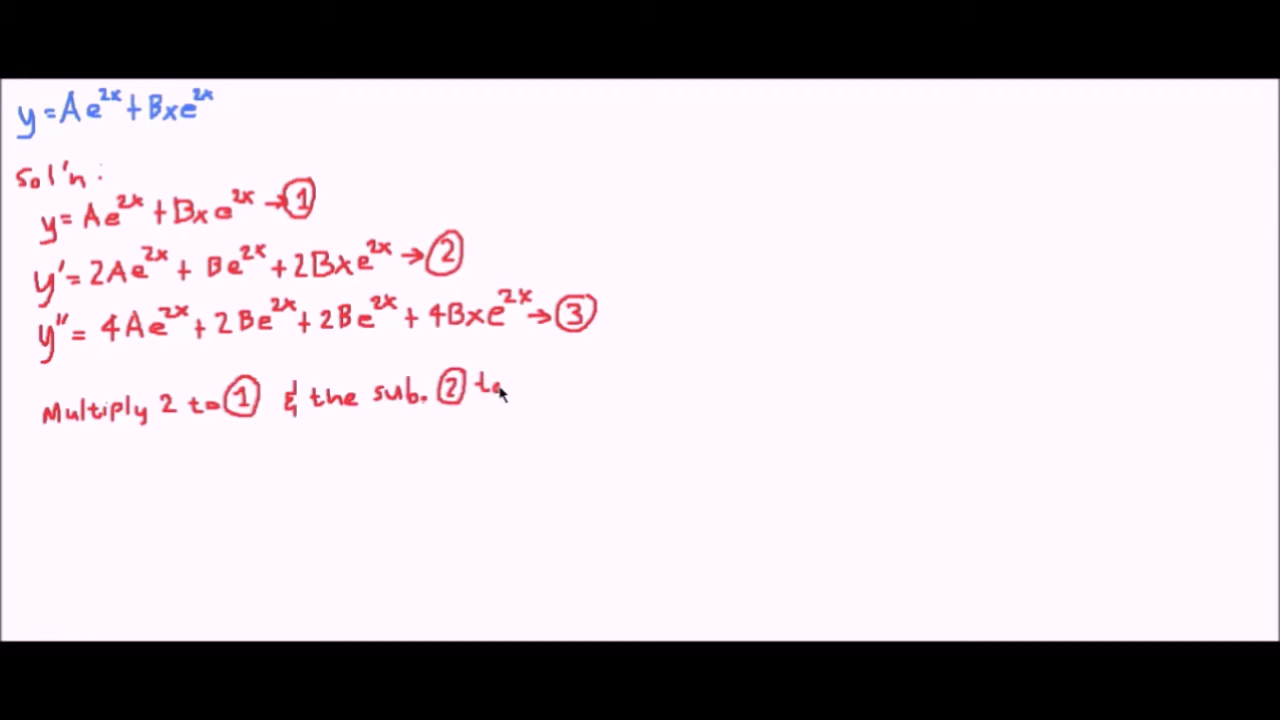 y = Ae^2x + Bxe^2x
Sol'n :
y = Ae^2x + Bxe^2x → ①
y' = 2Ae^2x + Be^2x + 2Bxe^2x → ②
y" = 4Ae^2x + 2Be^2x + 2Be^2x + 4Bxe^2x → ③
Multiply 2 to ① & the sub. ② to